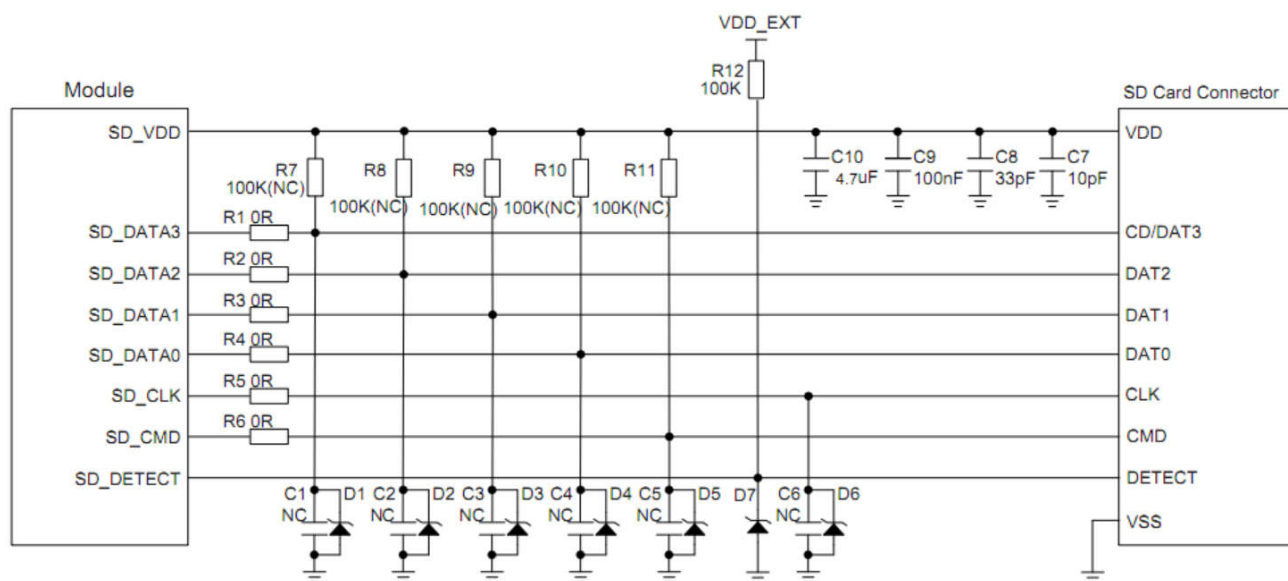 VDD_EXT
R12
100K
Module
SD Card Connector
SD_VDD
VDD
R7
100K(NC)
R8
100K(NC)
R9
100K(NC)
R10
100K(NC)
R11
100K(NC)
C10
4.7uF
C9
100nF
C8
33pF
C7
10pF
SD_DATA3
R1 0R
CD/DAT3
SD_DATA2
R2 0R
DAT2
SD_DATA1
R3 0R
DAT1
SD_DATA0
R4 0R
DAT0
SD_CLK
R5 0R
CLK
SD_CMD
R6 0R
CMD
SD_DETECT
DETECT
C1
NC
D1
C2
NC
D2
C3
NC
D3
C4
NC
D4
C5
NC
D5
D7
C6
NC
D6
VSS